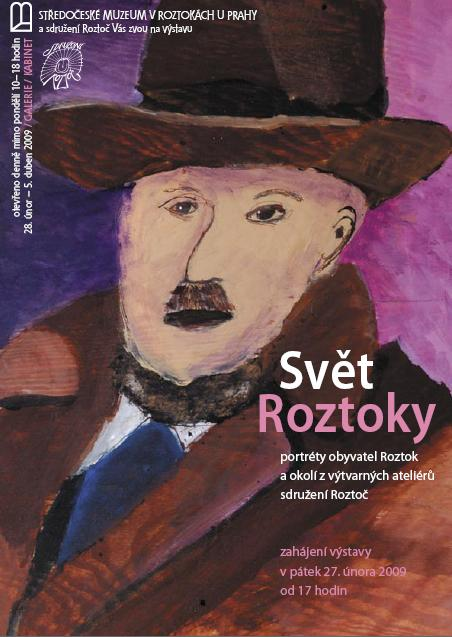 STŘEDOČESKÉ MUZEUM V ROZTOKÁCH U PRAHY
a sdružení Roztoč Vás zvou na výstavu
otevřeno denně mimo pondělí 10–18 hodin
28. únor – 5. duben 2009 / GALERIE / KABINET
Svět
Roztoky
portréty obyvatel Roztok
a okolí z výtvarných ateliérů
sdružení Roztoč
zahájení výstavy
v pátek 27. února 2009
od 17 hodin